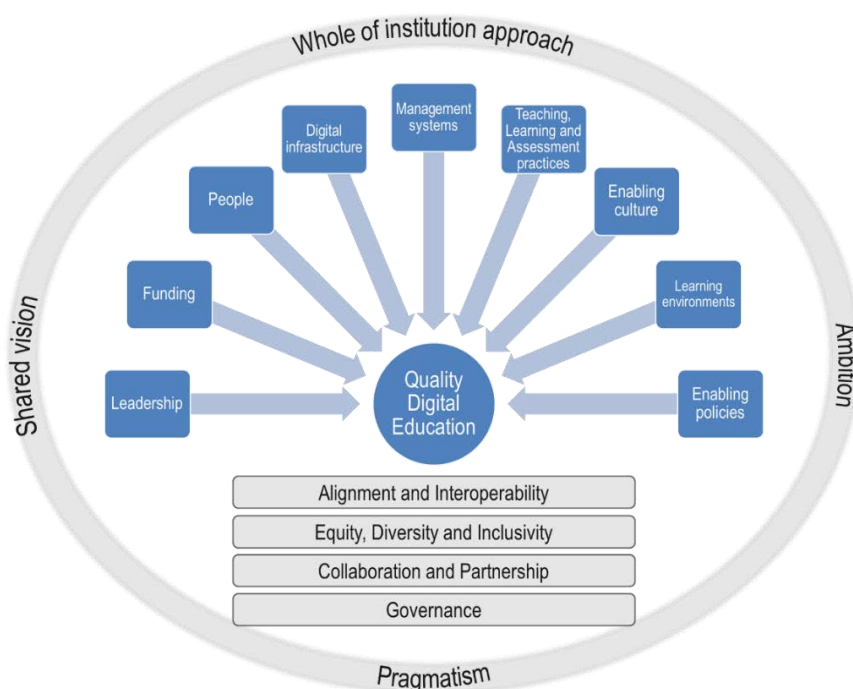 Whole of institution approach
Management
systems
Digital
infrastructure
Teaching,
Learning and
Assessment
practices
People
Enabling
culture
Funding
Learning
environments
Shared vision
Ambition
Leadership
Quality
Digital
Education
Enabling
policies
Alignment and Interoperability
Equity, Diversity and Inclusivity
Collaboration and Partnership
Governance
Pragmatism